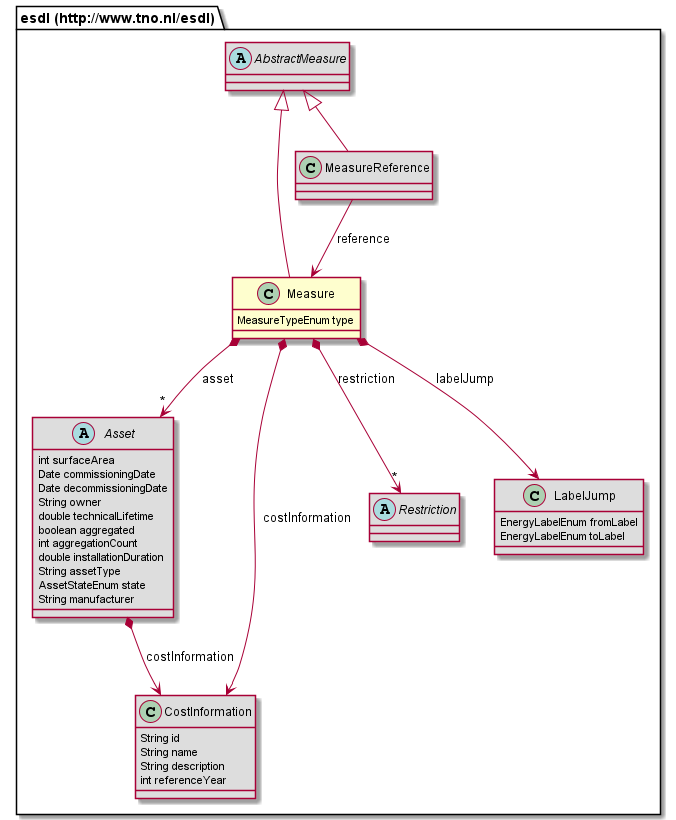 esdl (http://www.tno.nl/esdl)
A AbstractMeasure
C MeasureReference
reference
C Measure
MeasureTypeEnum type
asset
restriction
labelJump
*
A Asset
int surfaceArea
Date commissioningDate
Date decommissioningDate
String owner
double technicalLifetime
boolean aggregated
int aggregationCount
double installationDuration
String assetType
AssetStateEnum state
String manufacturer
costInformation
*
A Restriction
C LabelJump
EnergyLabelEnum fromLabel
EnergyLabelEnum toLabel
costInformation
C CostInformation
String id
String name
String description
int referenceYear